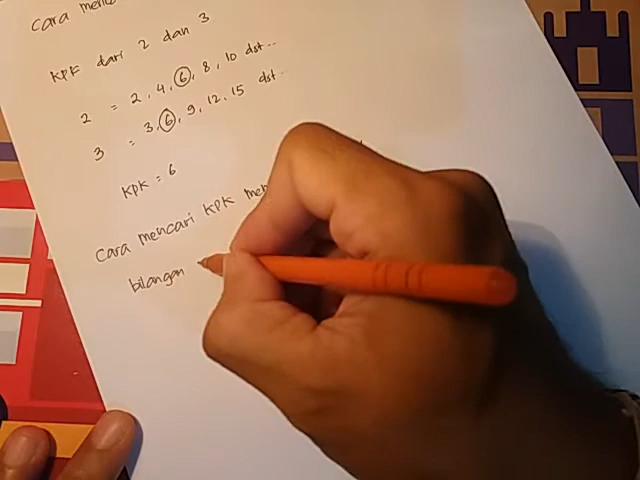 cara
KPK dari 2 dan 3
2 = 2, 4, 6, 8, 10 dst...
3 = 3, 6, 9, 12, 15 dst..
KPK = 6
Cara mencari KPK
bilangan